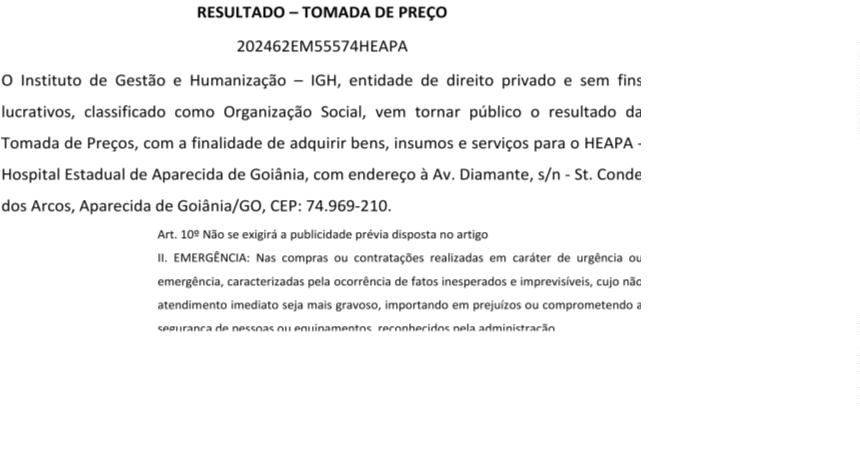 RESULTADO – TOMADA DE PREÇO
202462EM55574HEAPA
O Instituto de Gestão e Humanização – IGH, entidade de direito privado e sem fins
lucrativos, classificado como Organização Social, vem tornar público o resultado da
Tomada de Preços, com a finalidade de adquirir bens, insumos e serviços para o HEAPA -
Hospital Estadual de Aparecida de Goiânia, com endereço à Av. Diamante, s/n - St. Conde
dos Arcos, Aparecida de Goiânia/GO, CEP: 74.969-210.
Art. 10º Não se exigirá a publicidade prévia disposta no artigo
II. EMERGÊNCIA: Nas compras ou contratações realizadas em caráter de urgência ou
emergência, caracterizadas pela ocorrência de fatos inesperados e imprevisíveis, cujo não
atendimento imediato seja mais gravoso, importando em prejuízos ou comprometendo a
segurança de pessoas ou equipamentos, reconhecidos pela administração